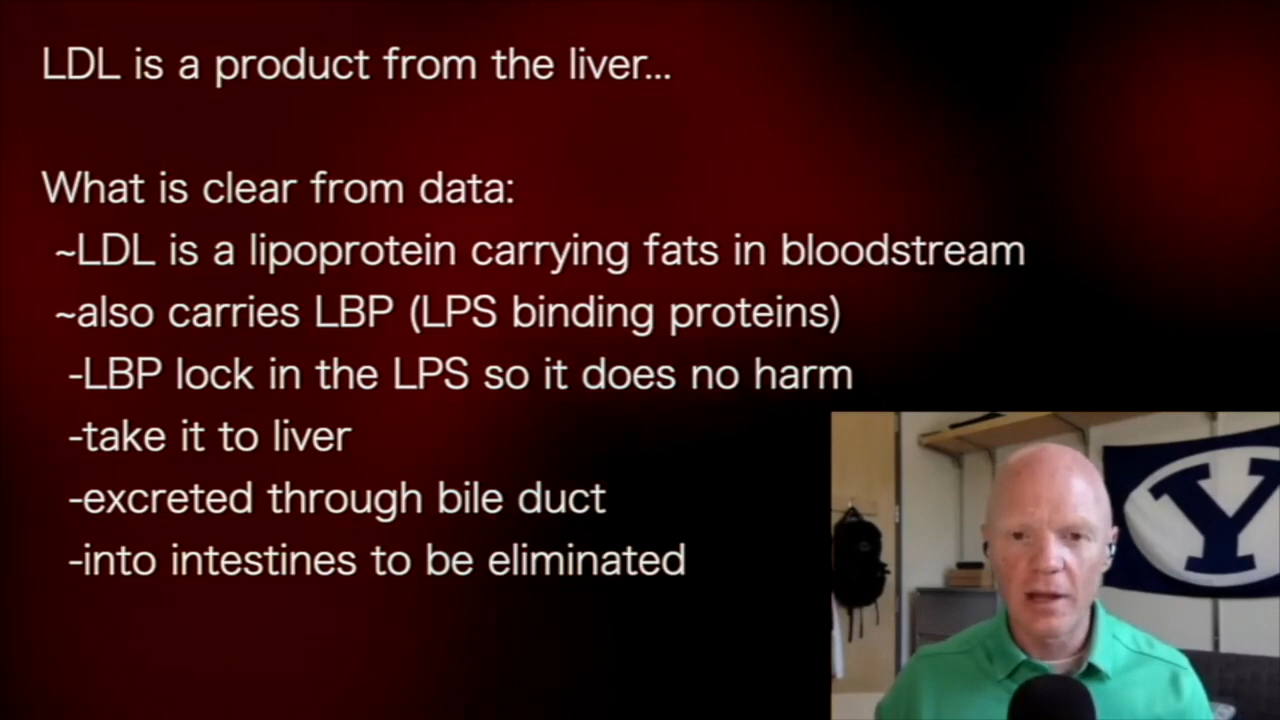 LDL is a product from the liver...
What is clear from data:
~LDL is a lipoprotein carrying fats in bloodstream
~also carries LBP (LPS binding proteins)
-LBP lock in the LPS so it does no harm
-take it to liver
-excreted through bile duct
-into intestines to be eliminated
Y